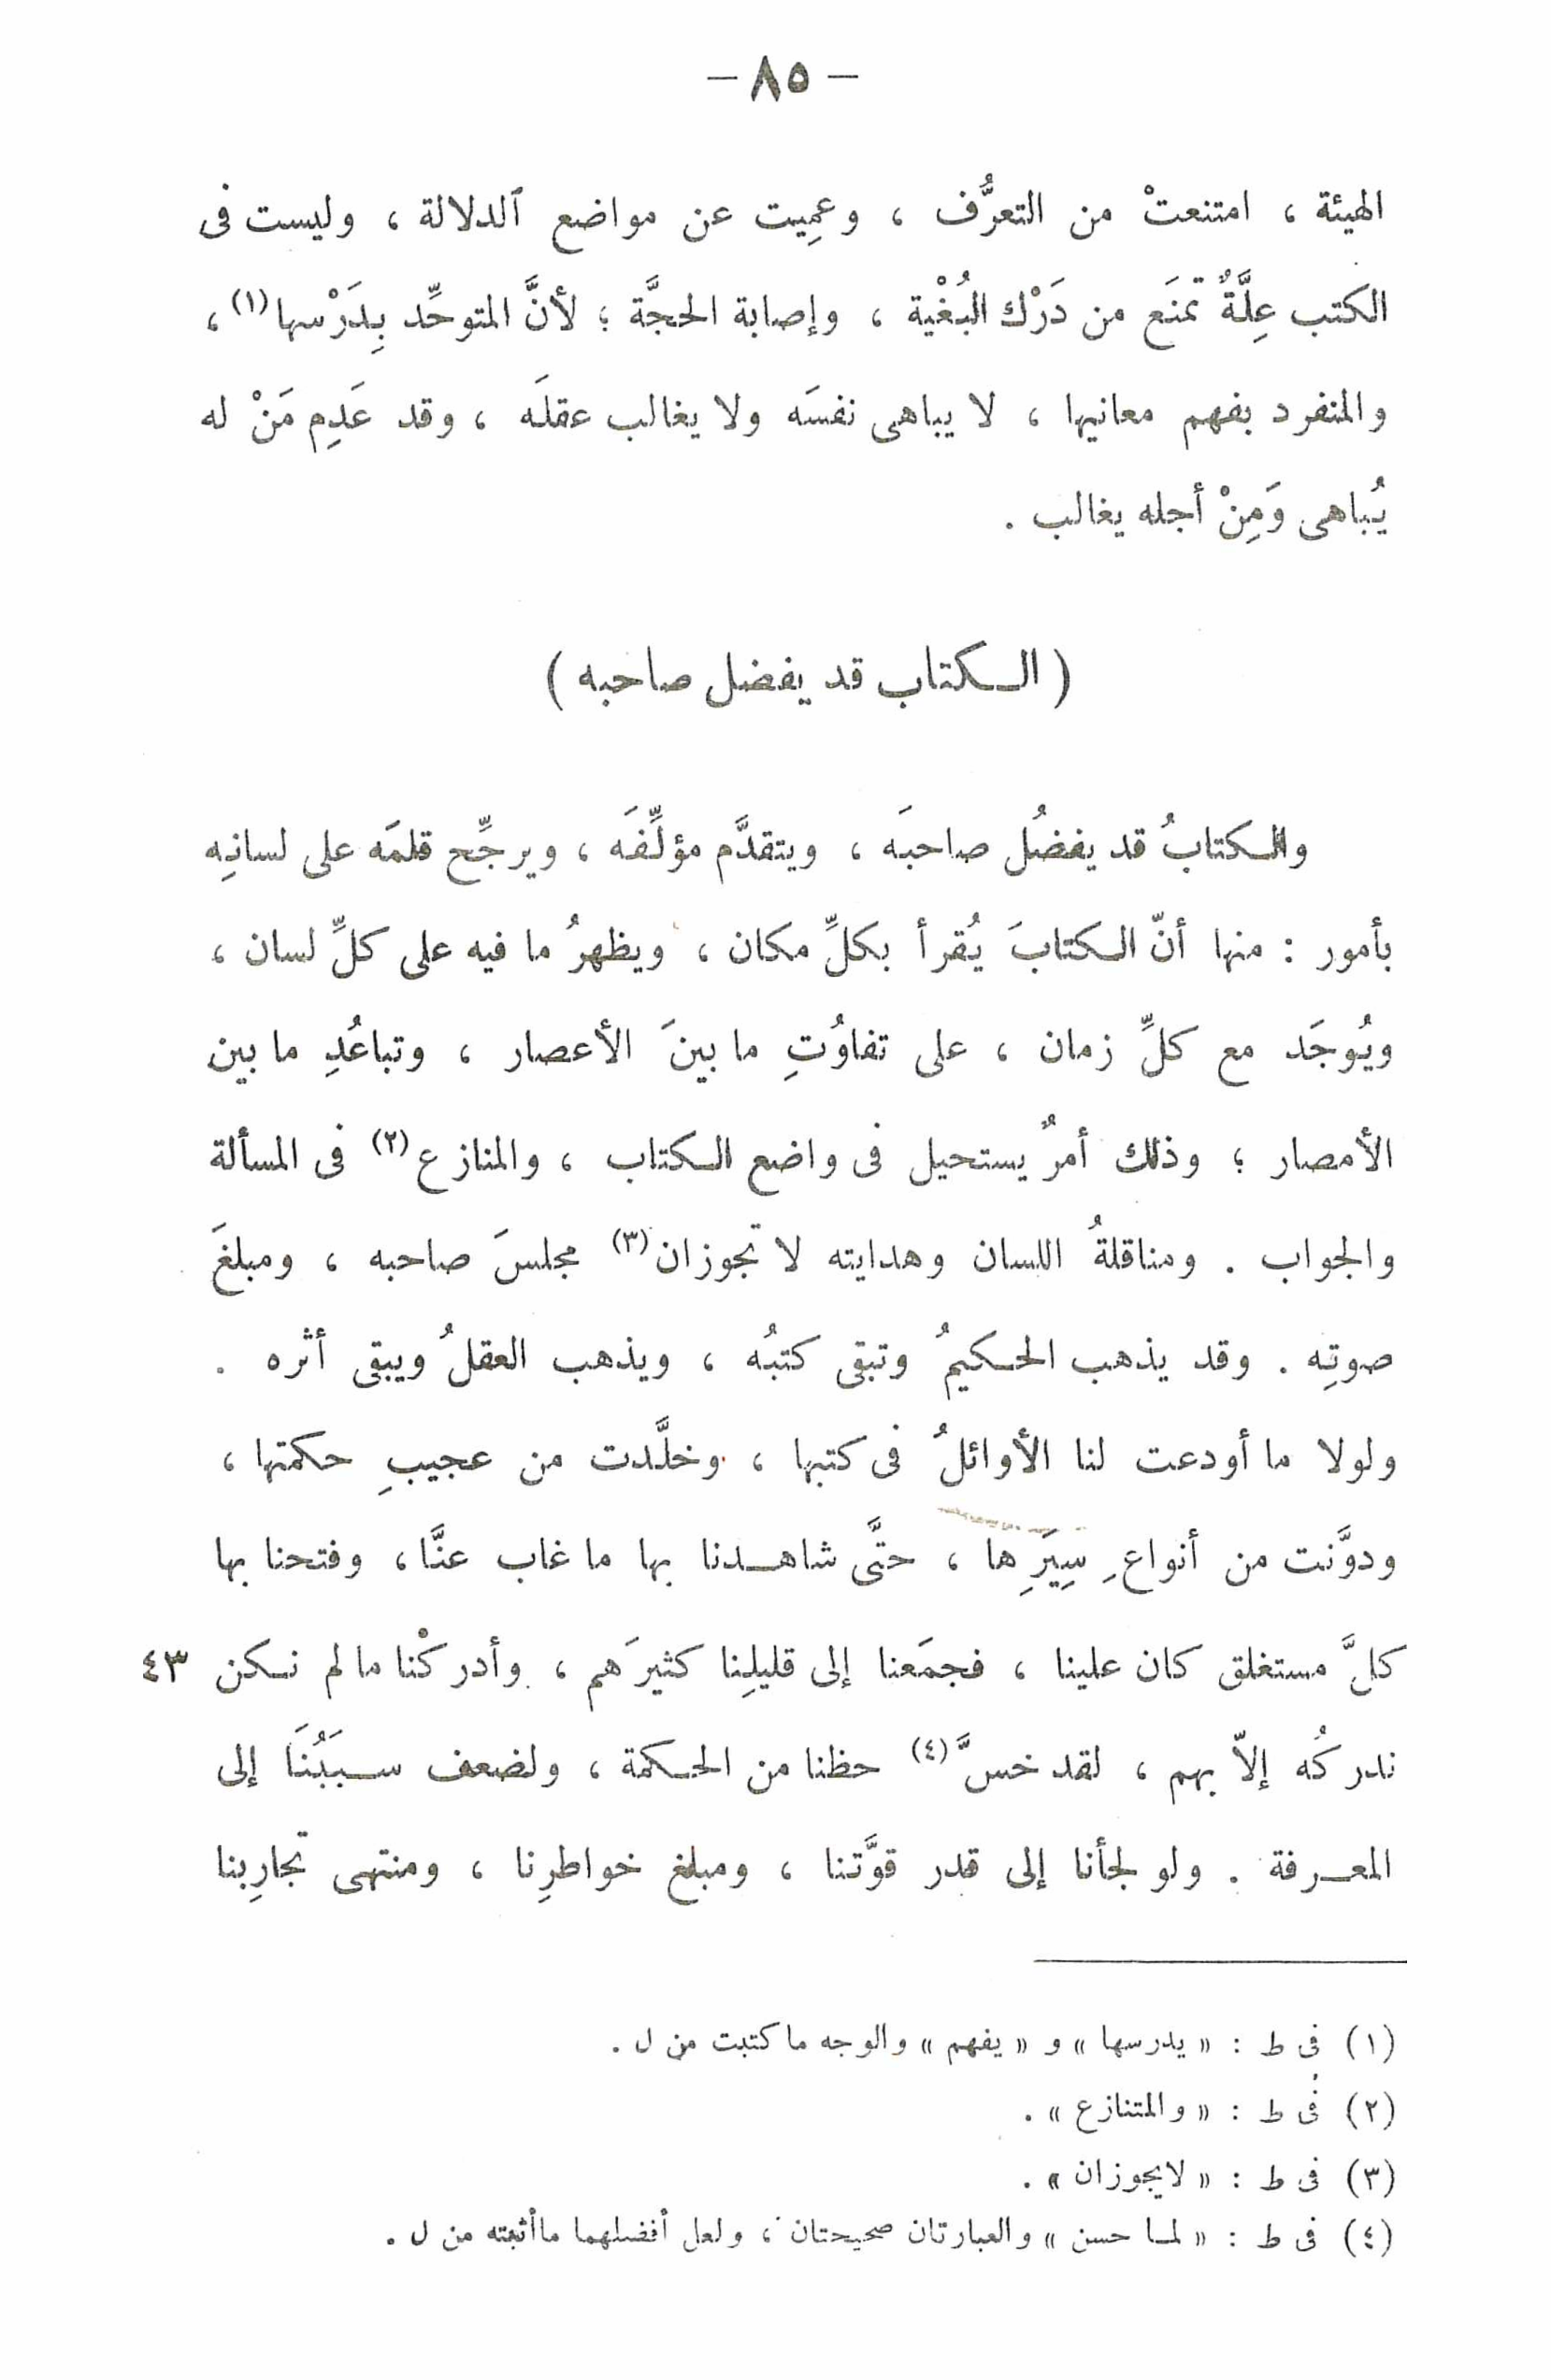 — ٨٥ —
الهيئة ، امتنعتْ من التعرُّف ، وعمِيت عن مواضع ٱلدلالة ، وليست فى
الكتب عِلَّةٌ تمنَع من دَرْك البُغْية ، وإصابة الحجَّة ؛ لأنَّ المتوحِّد بِدَرْسها(١) ،
والمنفرد بفهم معانيها ، لا يباهى نفسَه ولا يغالب عقلَه ، وقد عَدِم مَنْ له
يُباهى وَمِنْ أجله يغالب .
( الكتاب قد يفضل صاحبه )
والكتابُ قد يفضُل صاحبَه ، ويتقدَّم مؤلِّفَه ، ويرجِّح قلمَه على لسانِه
بأمور : منها أنّ الكتابَ يُقرأ بكلِّ مكان ، ويظهرُ ما فيه على كلِّ لسان ،
ويُوجَد مع كلِّ زمان ، على تفاوُتِ ما بينَ الأعصار ، وتباعُدِ ما بين
الأمصار ؛ وذلك أمرٌ يستحيل فى واضع الكتاب ، والمنازع(٢) فى المسألة
والجواب . ومناقلةُ اللسان وهدايته لا تجوزان(٣) مجلسَ صاحبه ، ومبلغَ
صوتِه . وقد يذهب الحكيمُ وتبقى كتبُه ، ويذهب العقلُ ويبقى أثره .
ولولا ما أودعت لنا الأوائلُ فى كتبها ، وخلَّدت من عجيبِ حكمتها ،
ودوَّنت من أنواعِ سِيَرِها ، حتَّى شاهدنا بها ما غاب عنَّا ، وفتحنا بها
كلَّ مستغلق كان علينا ، فجمَعنا إلى قليلِنا كثيرَهم ، وأدركْنا ما لم نكن ٤٣
ندركُه إلاّ بهم ، لقد خسَّ(٤) حظنا من الحكمة ، ولضعف سبَبُنَا إلى
المعرفة . ولو لجأنا إلى قدر قوَّتنا ، ومبلغ خواطرِنا ، ومنتهى تجارِبنا
(١) فى ط : « يدرسها » و « يفهم » والوجه ما كتبت من ل .
(٢) فى ط : « والمتنازع » .
(٣) فى ط : « لايجوزان » .
(٤) فى ط : « لما حسن » والعبارتان صحيحتان ، ولعل أفضلهما ماأثبته من ل .